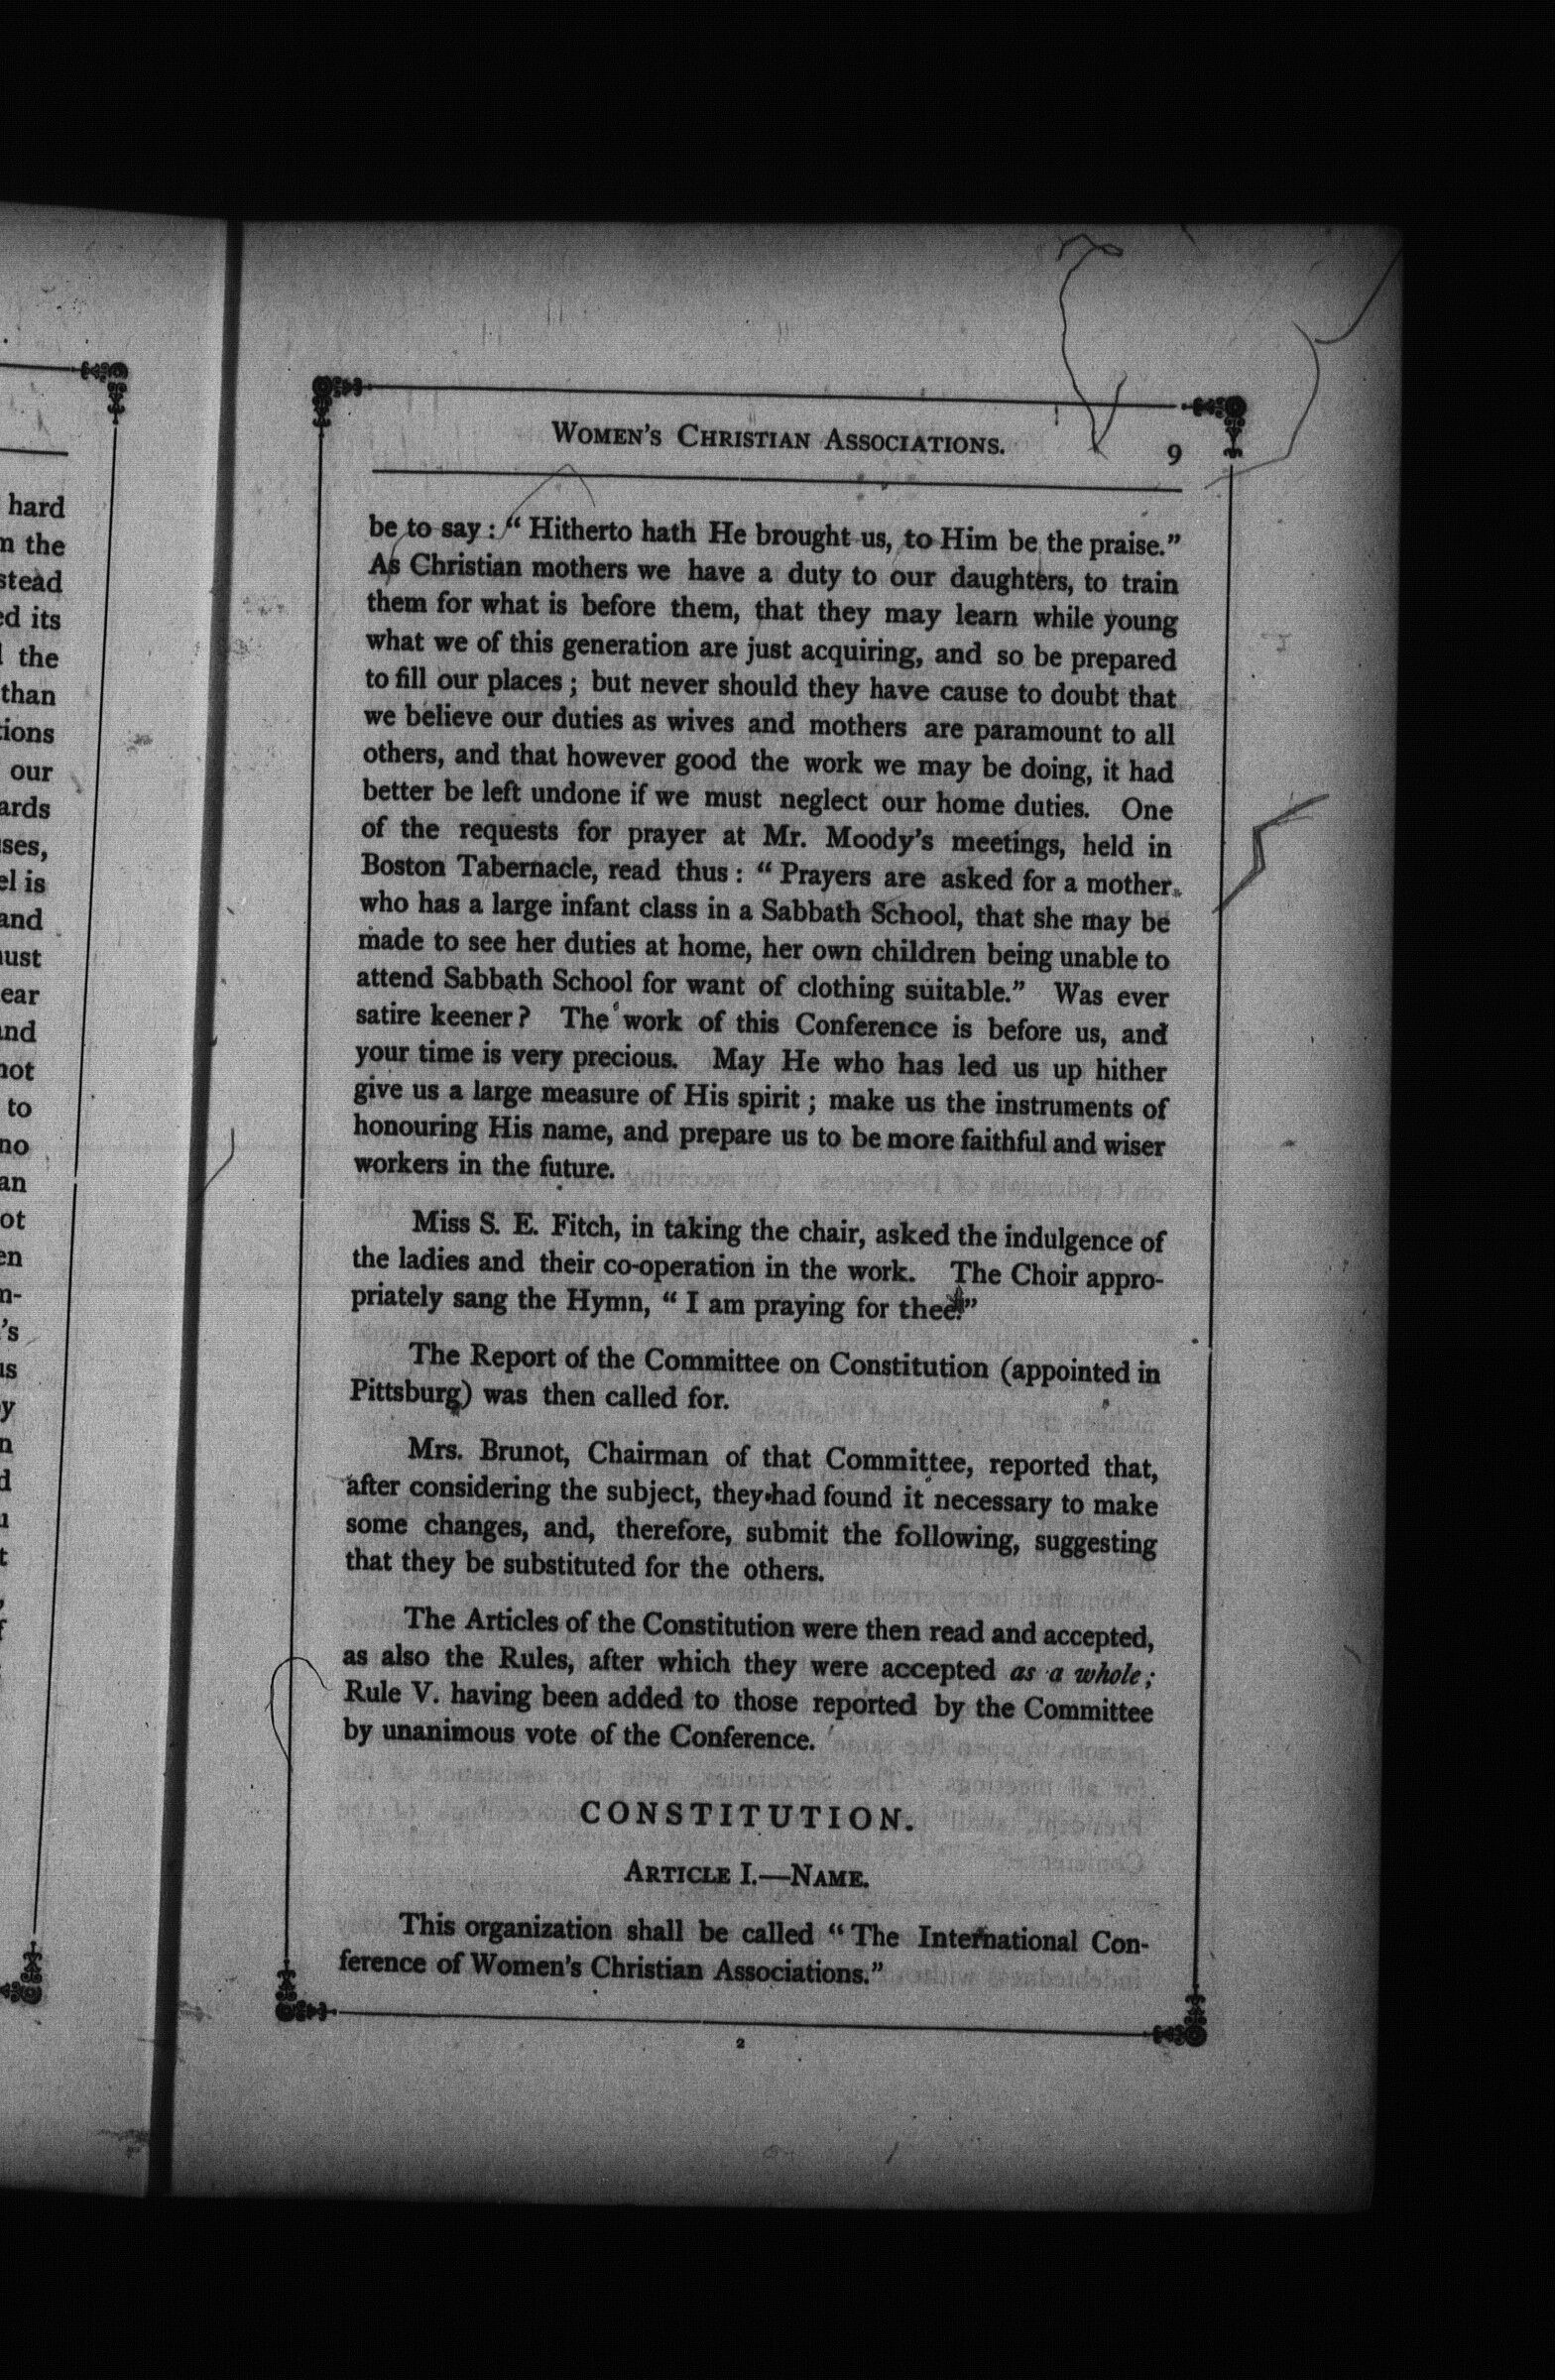 hard
the
stead
its
the
than
our
and
to
no
WOMEN'S CHRISTIAN ASSOCIATIONS. 9
be to say : “ Hitherto hath He brought us, to Him be the praise.”
As Christian mothers we have a duty to our daughters, to train
them for what is before them, that they may learn while young
what we of this generation are just acquiring, and so be prepared
to fill our places ; but never should they have cause to doubt that
we believe our duties as wives and mothers are paramount to all
others, and that however good the work we may be doing, it had
better be left undone if we must neglect our home duties. One
of the requests for prayer at Mr. Moody's meetings, held in
Boston Tabernacle, read thus : “ Prayers are asked for a mother
who has a large infant class in a Sabbath School, that she may be
made to see her duties at home, her own children being unable to
attend Sabbath School for want of clothing suitable.” Was ever
satire keener ? The work of this Conference is before us, and
your time is very precious. May He who has led us up hither
give us a large measure of His spirit ; make us the instruments of
honouring His name, and prepare us to be more faithful and wiser
workers in the future.
Miss S. E. Fitch, in taking the chair, asked the indulgence of
the ladies and their co-operation in the work. The Choir appro-
priately sang the Hymn, “ I am praying for thee.”
The Report of the Committee on Constitution (appointed in
Pittsburg) was then called for.
Mrs. Brunot, Chairman of that Committee, reported that,
after considering the subject, they had found it necessary to make
some changes, and, therefore, submit the following, suggesting
that they be substituted for the others.
The Articles of the Constitution were then read and accepted,
as also the Rules, after which they were accepted as a whole ;
Rule V. having been added to those reported by the Committee
by unanimous vote of the Conference.
CONSTITUTION.
ARTICLE I.—NAME.
This organization shall be called “ The International Con-
ference of Women's Christian Associations.”
2